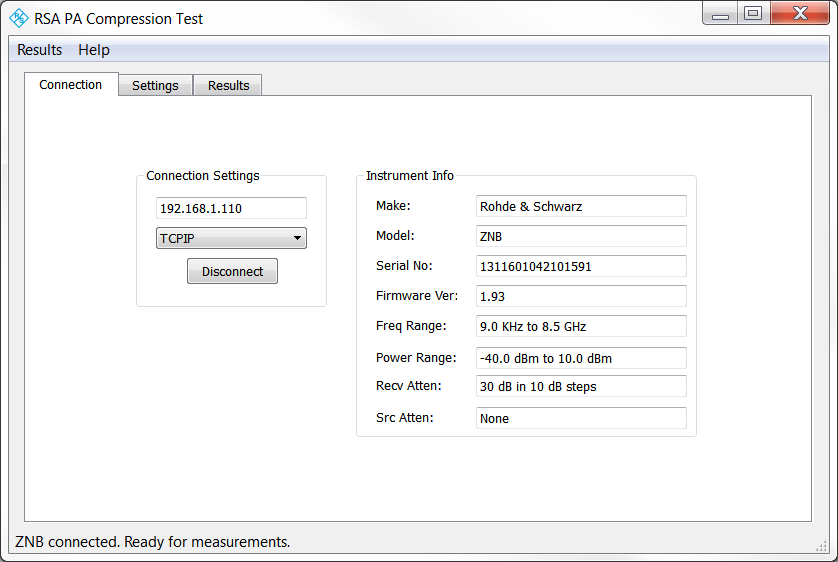 RSA PA Compression Test
Results Help
Connection Settings Results
Connection Settings
192.168.1.110
TCPIP
Disconnect
Instrument Info
Make: Rohde & Schwarz
Model: ZNB
Serial No: 1311601042101591
Firmware Ver: 1.93
Freq Range: 9.0 KHz to 8.5 GHz
Power Range: -40.0 dBm to 10.0 dBm
Recv Atten: 30 dB in 10 dB steps
Src Atten: None
ZNB connected. Ready for measurements.